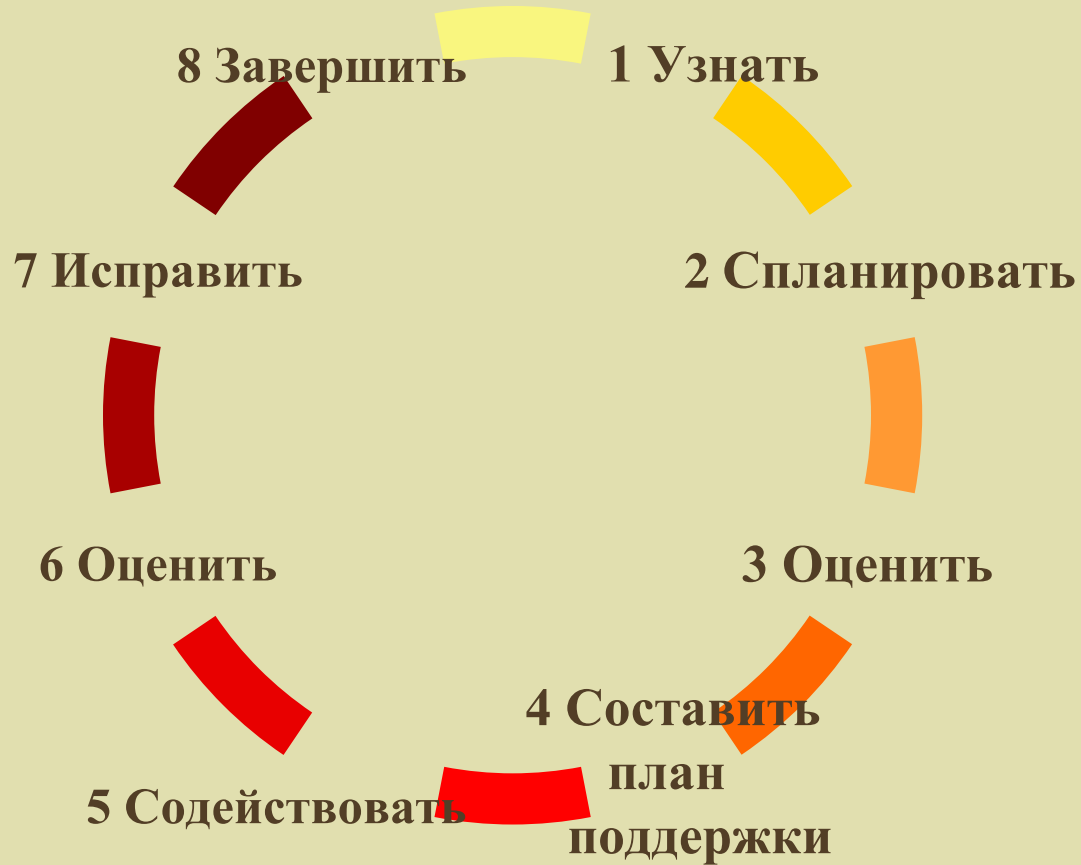 1 Узнать
2 Спланировать
3 Оценить
4 Составить
план
поддержки
5 Содействовать
6 Оценить
7 Исправить
8 Завершить